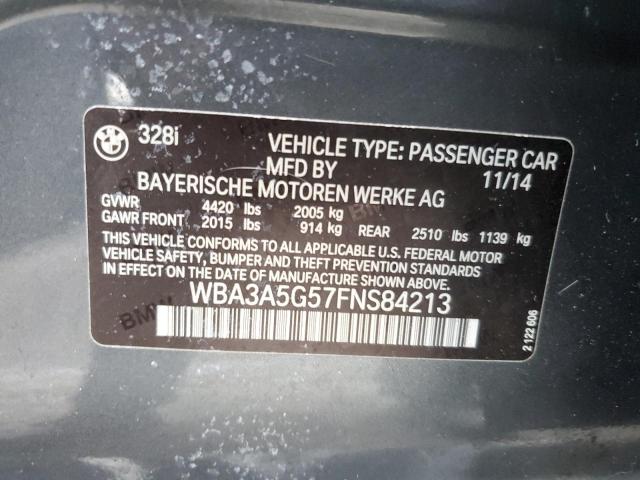 328i
VEHICLE TYPE: PASSENGER CAR
MFD BY 11/14
BAYERISCHE MOTOREN WERKE AG
GVWR 4420 lbs 2005 kg
GAWR FRONT 2015 lbs 914 kg REAR 2510 lbs 1139 kg
THIS VEHICLE CONFORMS TO ALL APPLICABLE U.S. FEDERAL MOTOR
VEHICLE SAFETY, BUMPER AND THEFT PREVENTION STANDARDS
IN EFFECT ON THE DATE OF MANUFACTURE SHOWN ABOVE.
WBA3A5G57FNS84213
2 122 606
BMW